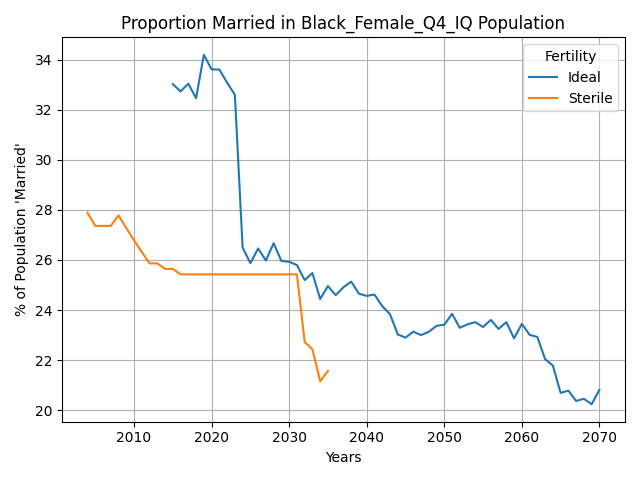 Proportion Married in Black_Female_Q4_IQ Population
Fertility
Ideal
Sterile
% of Population 'Married'
34
32
30
28
26
24
22
20
2010 2020 2030 2040 2050 2060 2070
Years